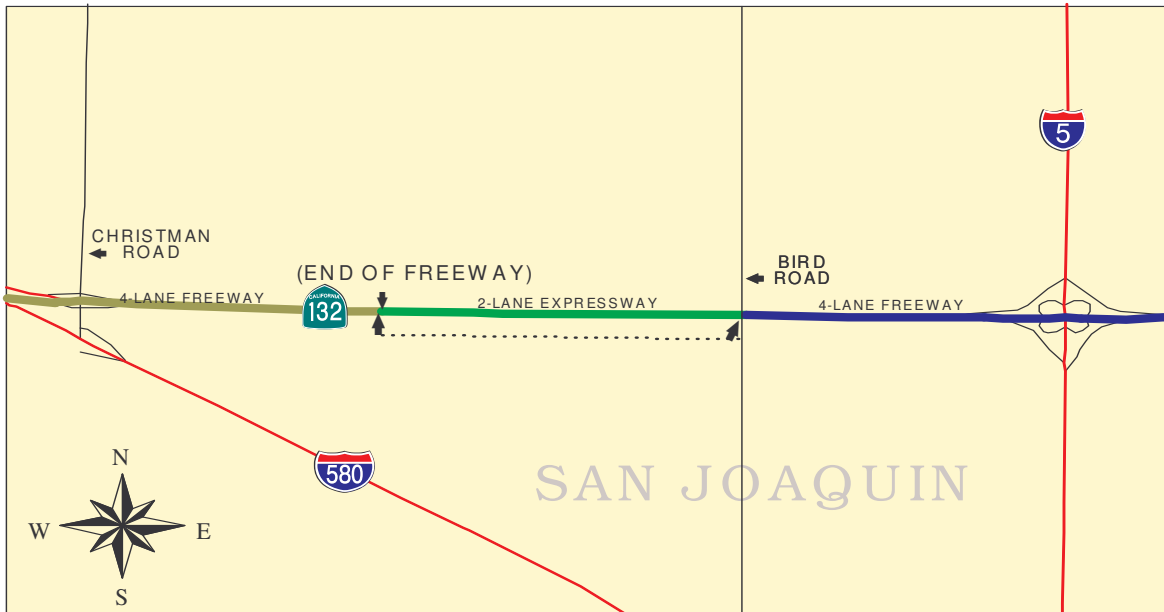 5
CHRISTMAN
ROAD
(END OF FREEWAY)
BIRD
ROAD
4-LANE FREEWAY
CALIFORNIA
132
2-LANE EXPRESSWAY
4-LANE FREEWAY
580
SAN JOAQUIN
N
W
E
S